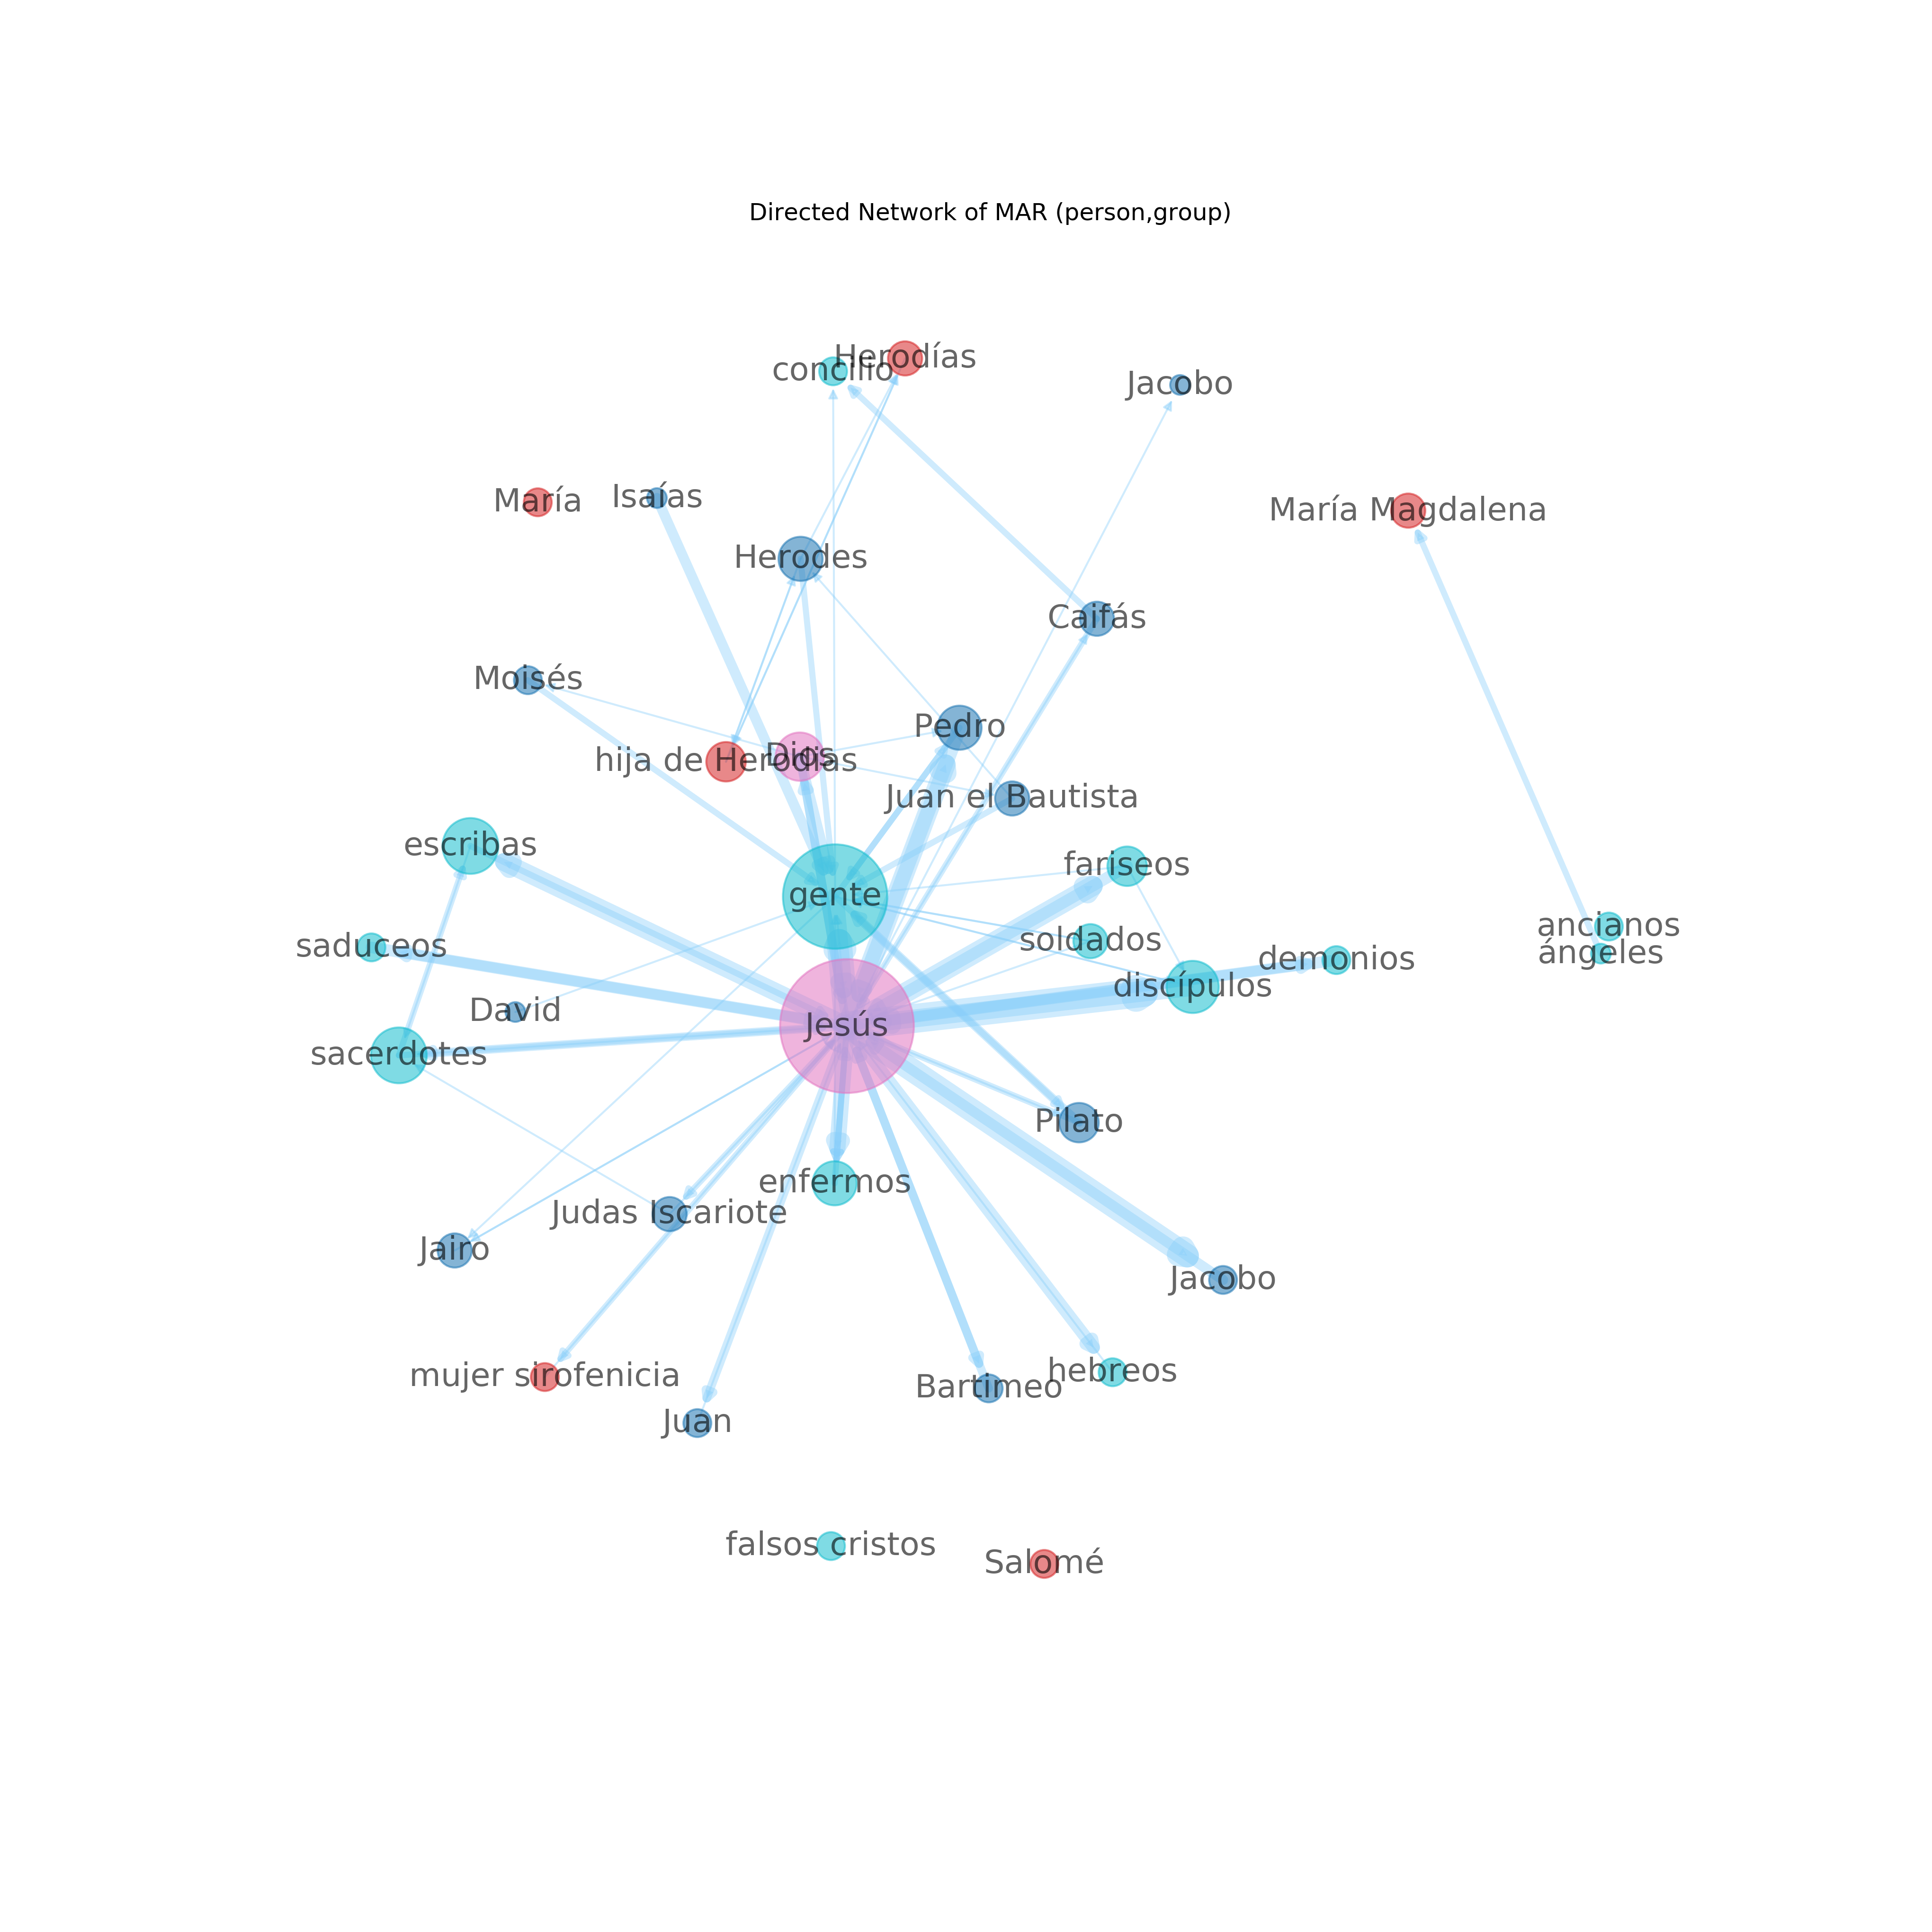 Directed Network of MAR (person,group)
Herodías
concilio
Jacobo
María
Isaías
María Magdalena
Herodes
Caifás
Moisés
Pedro
Dios
hija de Herodías
Juan el Bautista
escribas
fariseos
gente
ancianos
soldados
saduceos
ángeles
demonios
discípulos
David
Jesús
sacerdotes
Pilato
enfermos
Judas Iscariote
Jairo
Jacobo
hebreos
mujer sirofenicia
Bartimeo
Juan
falsos cristos
Salomé